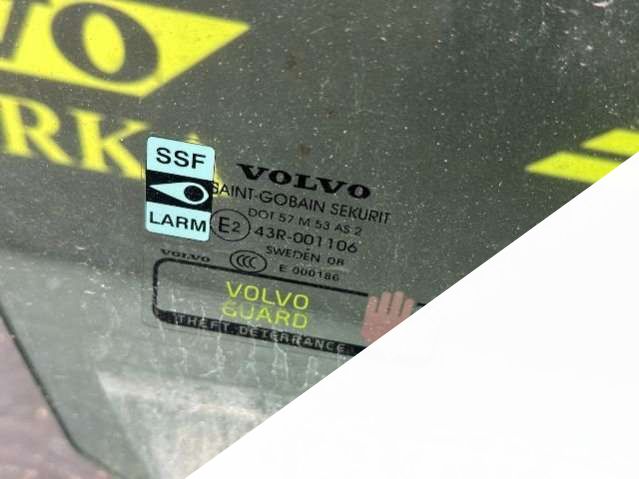 TO
RKA
SSF
LARM
VOLVO
SAINT-GOBAIN SEKURIT
DOT 57 M 53 AS 2
E2 43R-001106
SWEDEN 08
E 000186
VOLVO
CCC
VOLVO
GUARD
THEFT DETERRANCE